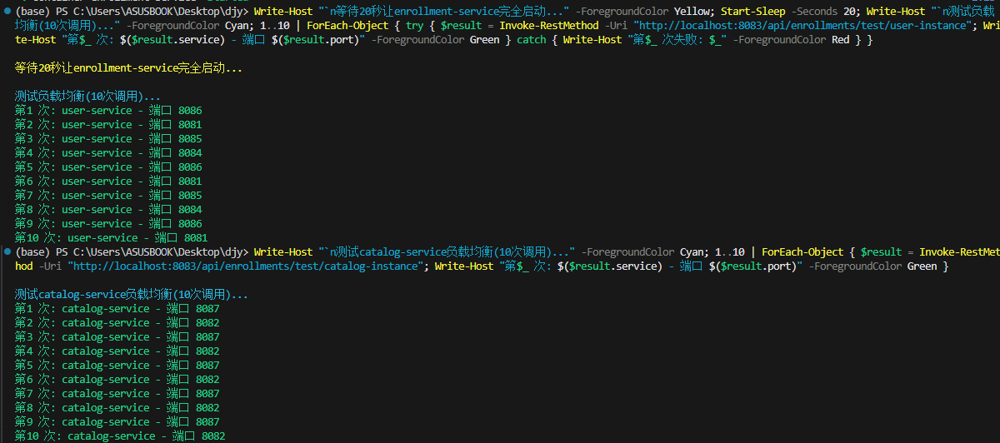 (base) PS C:\Users\ASUSBOOK\Desktop\djy> Write-Host "`n等待20秒让enrollment-service完全启动..." -ForegroundColor Yellow; Start-Sleep -Seconds 20; Write-Host "`n测试负载
均衡(10次调用)..." -ForegroundColor Cyan; 1..10 | ForEach-Object { try { $result = Invoke-RestMethod -Uri "http://localhost:8083/api/enrollments/test/user-instance"; Wri
te-Host "第$_ 次: $($result.service) - 端口 $($result.port)" -ForegroundColor Green } catch { Write-Host "第$_ 次失败: $_" -ForegroundColor Red } }
等待20秒让enrollment-service完全启动...
测试负载均衡(10次调用)...
第1 次: user-service - 端口 8086
第2 次: user-service - 端口 8081
第3 次: user-service - 端口 8085
第4 次: user-service - 端口 8084
第5 次: user-service - 端口 8086
第6 次: user-service - 端口 8081
第7 次: user-service - 端口 8085
第8 次: user-service - 端口 8084
第9 次: user-service - 端口 8086
第10 次: user-service - 端口 8081
(base) PS C:\Users\ASUSBOOK\Desktop\djy> Write-Host "`n测试catalog-service负载均衡(10次调用)..." -ForegroundColor Cyan; 1..10 | ForEach-Object { $result = Invoke-RestMet
hod -Uri "http://localhost:8083/api/enrollments/test/catalog-instance"; Write-Host "第$_ 次: $($result.service) - 端口 $($result.port)" -ForegroundColor Green }
测试catalog-service负载均衡(10次调用)...
第1 次: catalog-service - 端口 8087
第2 次: catalog-service - 端口 8082
第3 次: catalog-service - 端口 8087
第4 次: catalog-service - 端口 8082
第5 次: catalog-service - 端口 8087
第6 次: catalog-service - 端口 8082
第7 次: catalog-service - 端口 8087
第8 次: catalog-service - 端口 8082
第9 次: catalog-service - 端口 8087
第10 次: catalog-service - 端口 8082